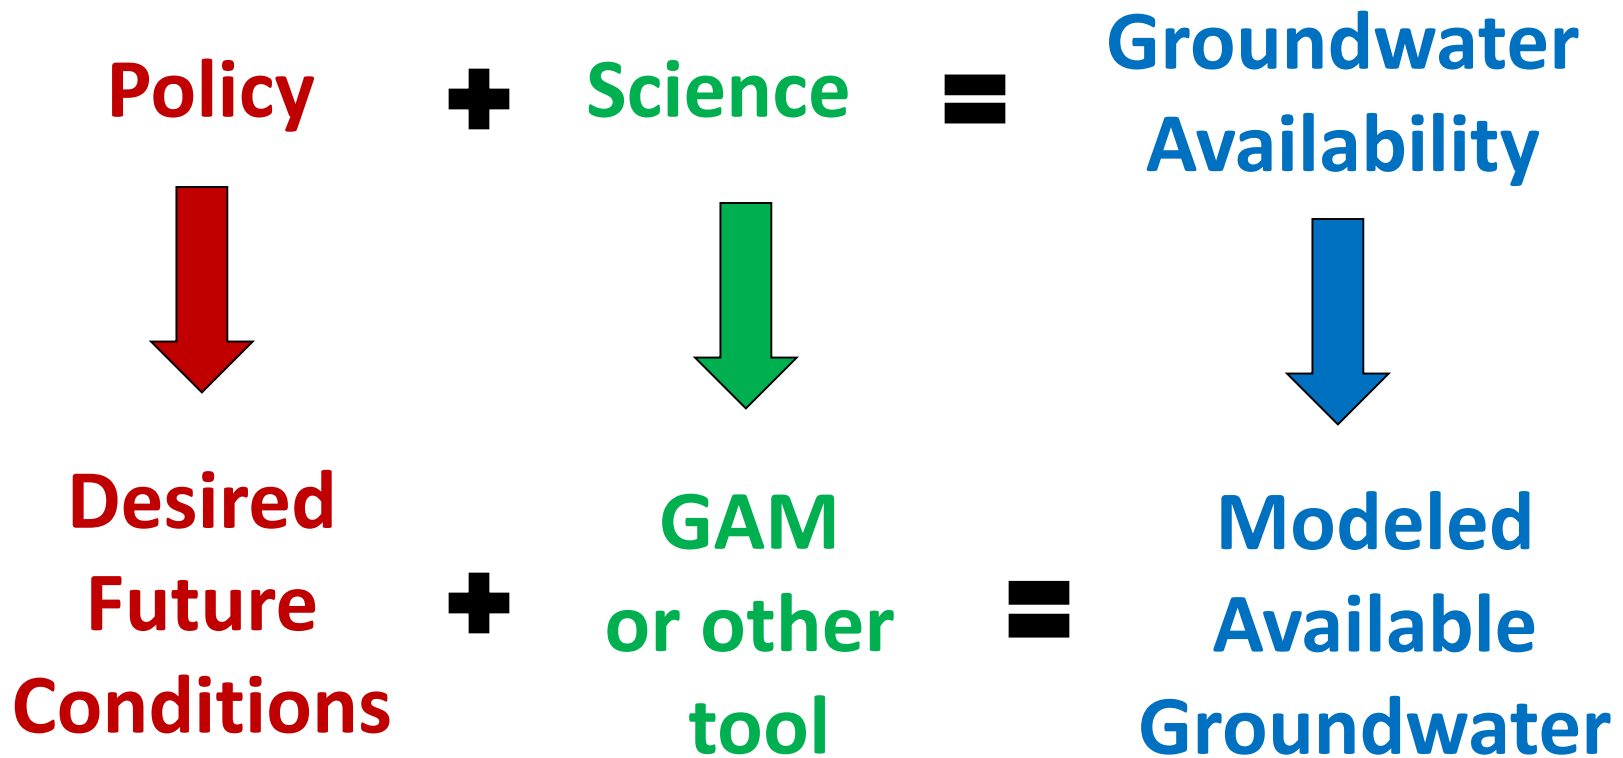 Policy + Science = Groundwater
Availability
Desired
Future
Conditions
+
GAM
or other
tool
=
Modeled
Available
Groundwater